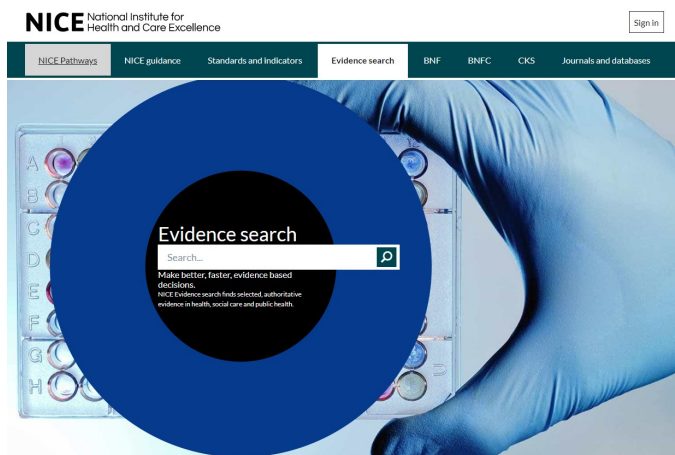 NICE National Institute for
Health and Care Excellence
Sign in
NICE Pathways NICE guidance Standards and indicators Evidence search BNF BNFC CKS Journals and databases
Evidence search
Search...
Make better, faster, evidence based
decisions.
NICE Evidence search finds selected, authoritative
evidence in health, social care and public health.
A
B
C
D
E
F
G
H